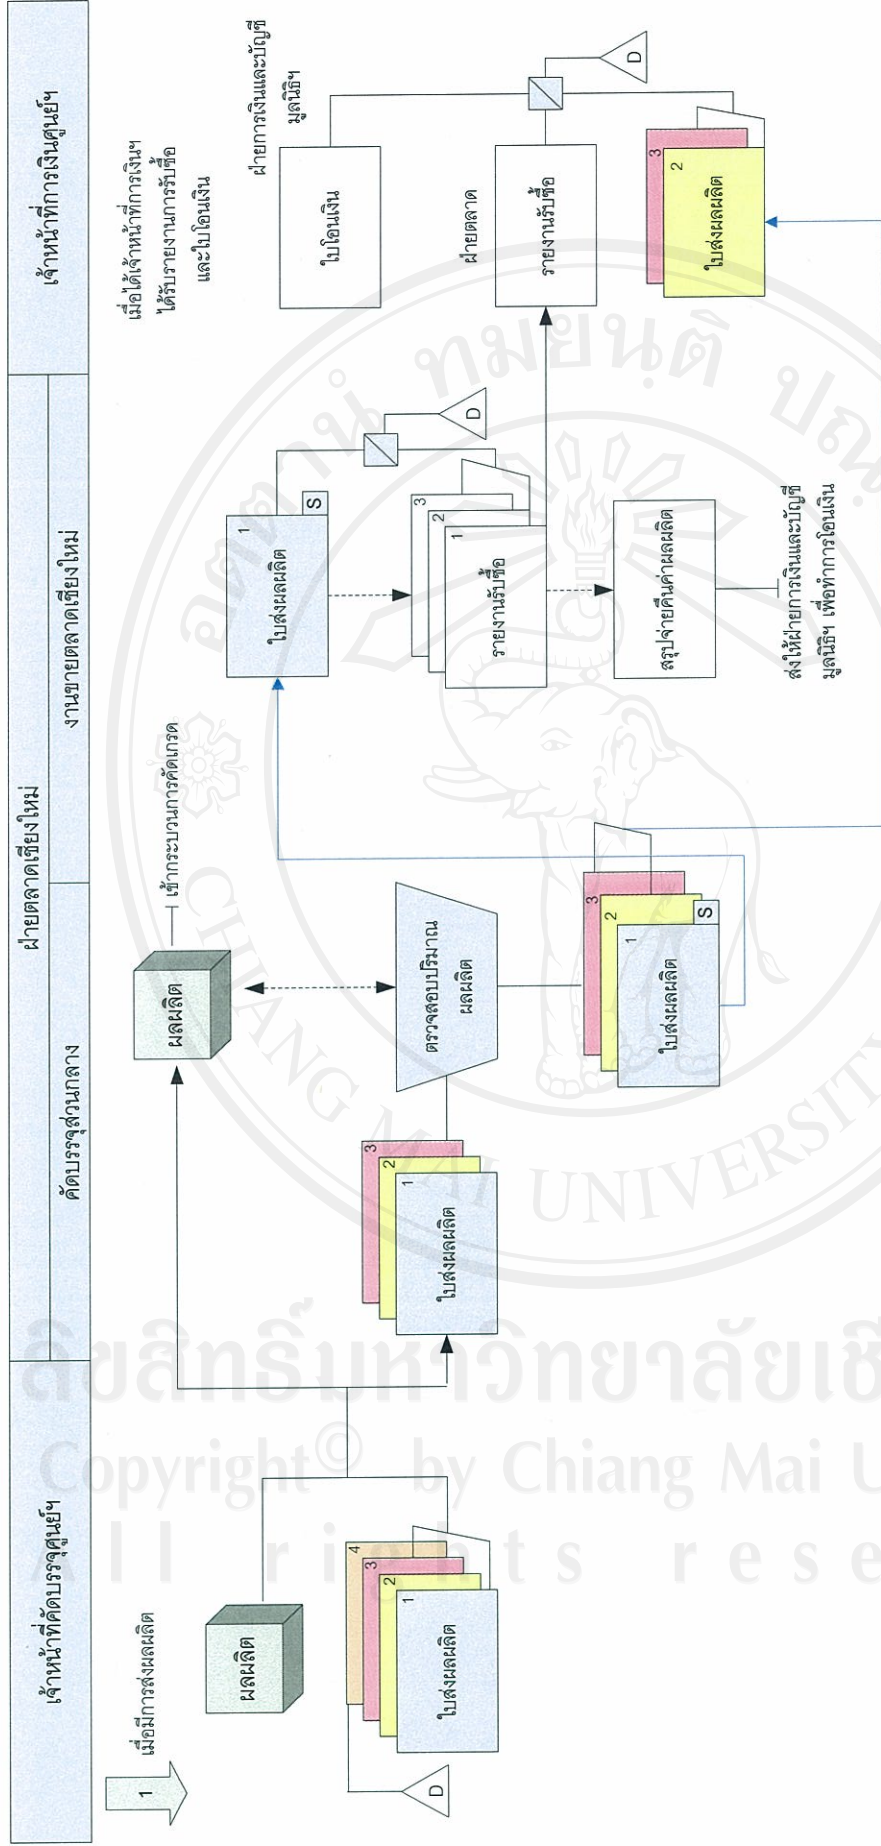 เจ้าหน้าที่คัดบรรจุศูนย์ฯ
ฝ่ายตลาดเชียงใหม่
คัดบรรจุส่วนกลาง
งานขายตลาดเชียงใหม่
เจ้าหน้าที่การเงินศูนย์ฯ
1
เมื่อมีการส่งผลผลิต
ผลผลิต
4
3
2
1
ใบส่งผลผลิต
D
ผลผลิต
เข้ากระบวนการคัดเกรด
3
2
1
ใบส่งผลผลิต
ตรวจสอบปริมาณ
ผลผลิต
3
2
1
ใบส่งผลผลิต
S
1
ใบส่งผลผลิต
S
D
3
2
1
รายงานรับซื้อ
สรุปจ่ายคืนค่าผลผลิต
ส่งให้ฝ่ายการเงินและบัญชี
มูลนิธิฯ เพื่อทำการโอนเงิน
เมื่อได้เจ้าหน้าที่การเงินฯ
ได้รับรายงานการรับซื้อ
และใบโอนเงิน
ฝ่ายการเงินและบัญชี
มูลนิธิฯ
ใบโอนเงิน
ฝ่ายตลาด
รายงานรับซื้อ
D
3
2
ใบส่งผลผลิต
CHIANG MAI UNIVERSITY
ลิขสิทธิ์มหาวิทยาลัยเชี
Copyright© by Chiang Mai U
All rights rese